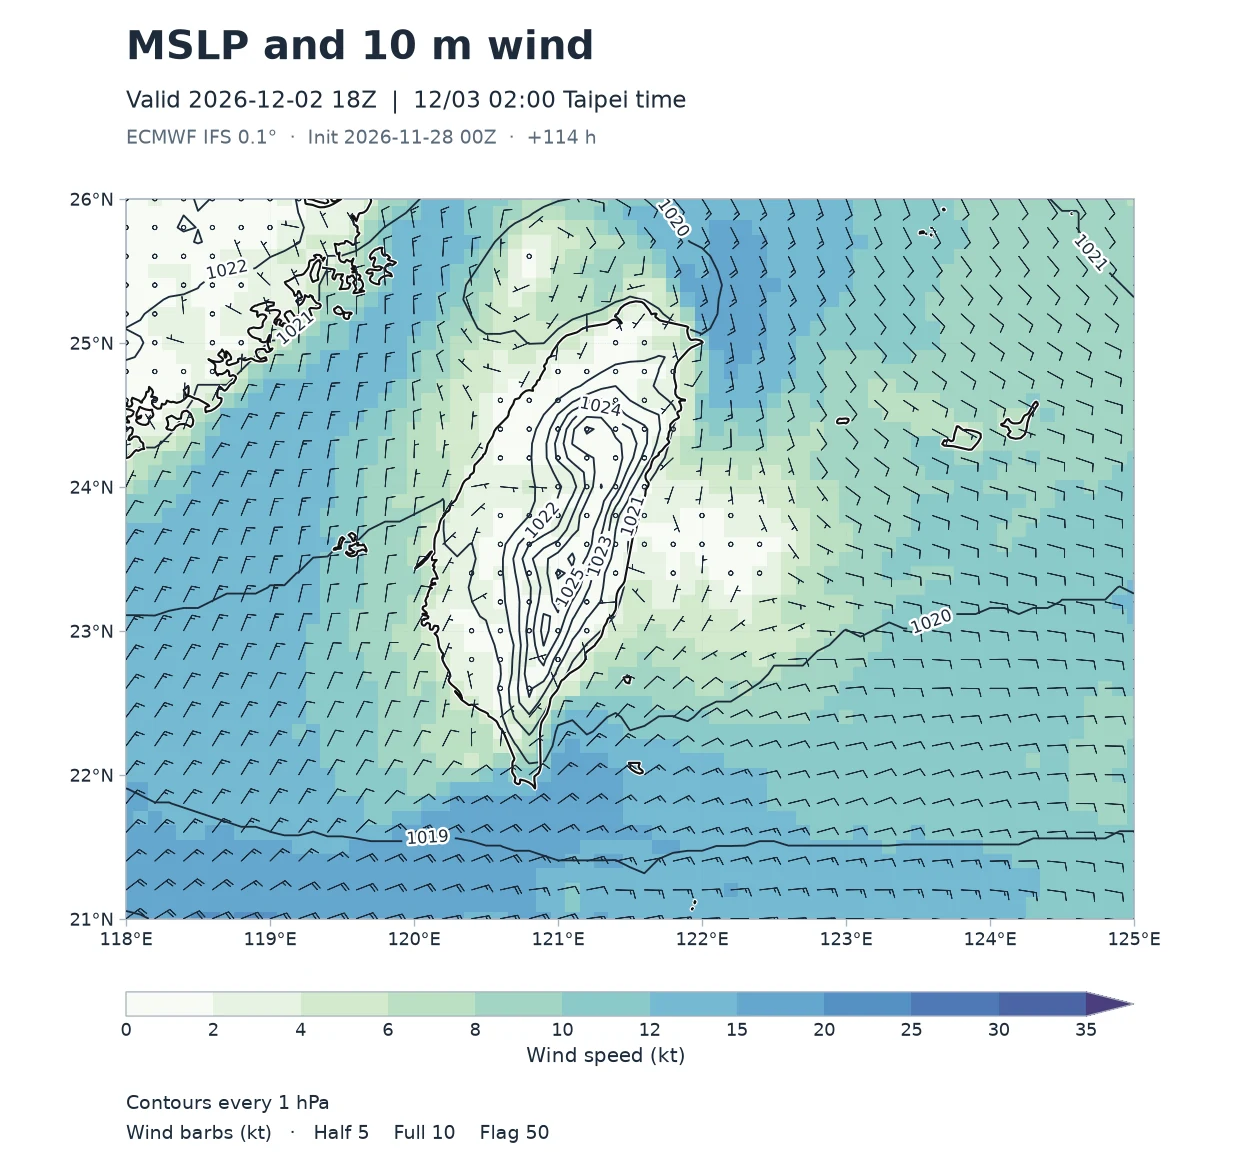 MSLP and 10 m wind
Valid 2026-12-02 18Z | 12/03 02:00 Taipei time
ECMWF IFS 0.1° · Init 2026-11-28 00Z · +114 h
26°N
25°N
24°N
23°N
22°N
21°N
118°E 119°E 120°E 121°E 122°E 123°E 124°E 125°E
1020
1021
1022
1021
1024
1022
1021
1023
1025
1020
1019
0 2 4 6 8 10 12 15 20 25 30 35
Wind speed (kt)
Contours every 1 hPa
Wind barbs (kt) · Half 5 Full 10 Flag 50